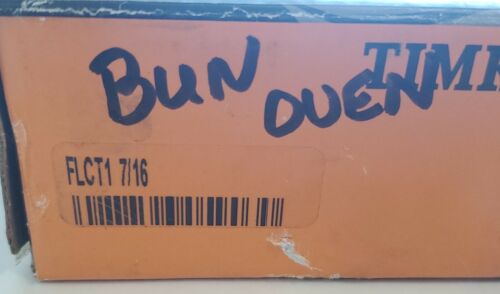 TIMK
BUN OVEN
FLCT1 7/16